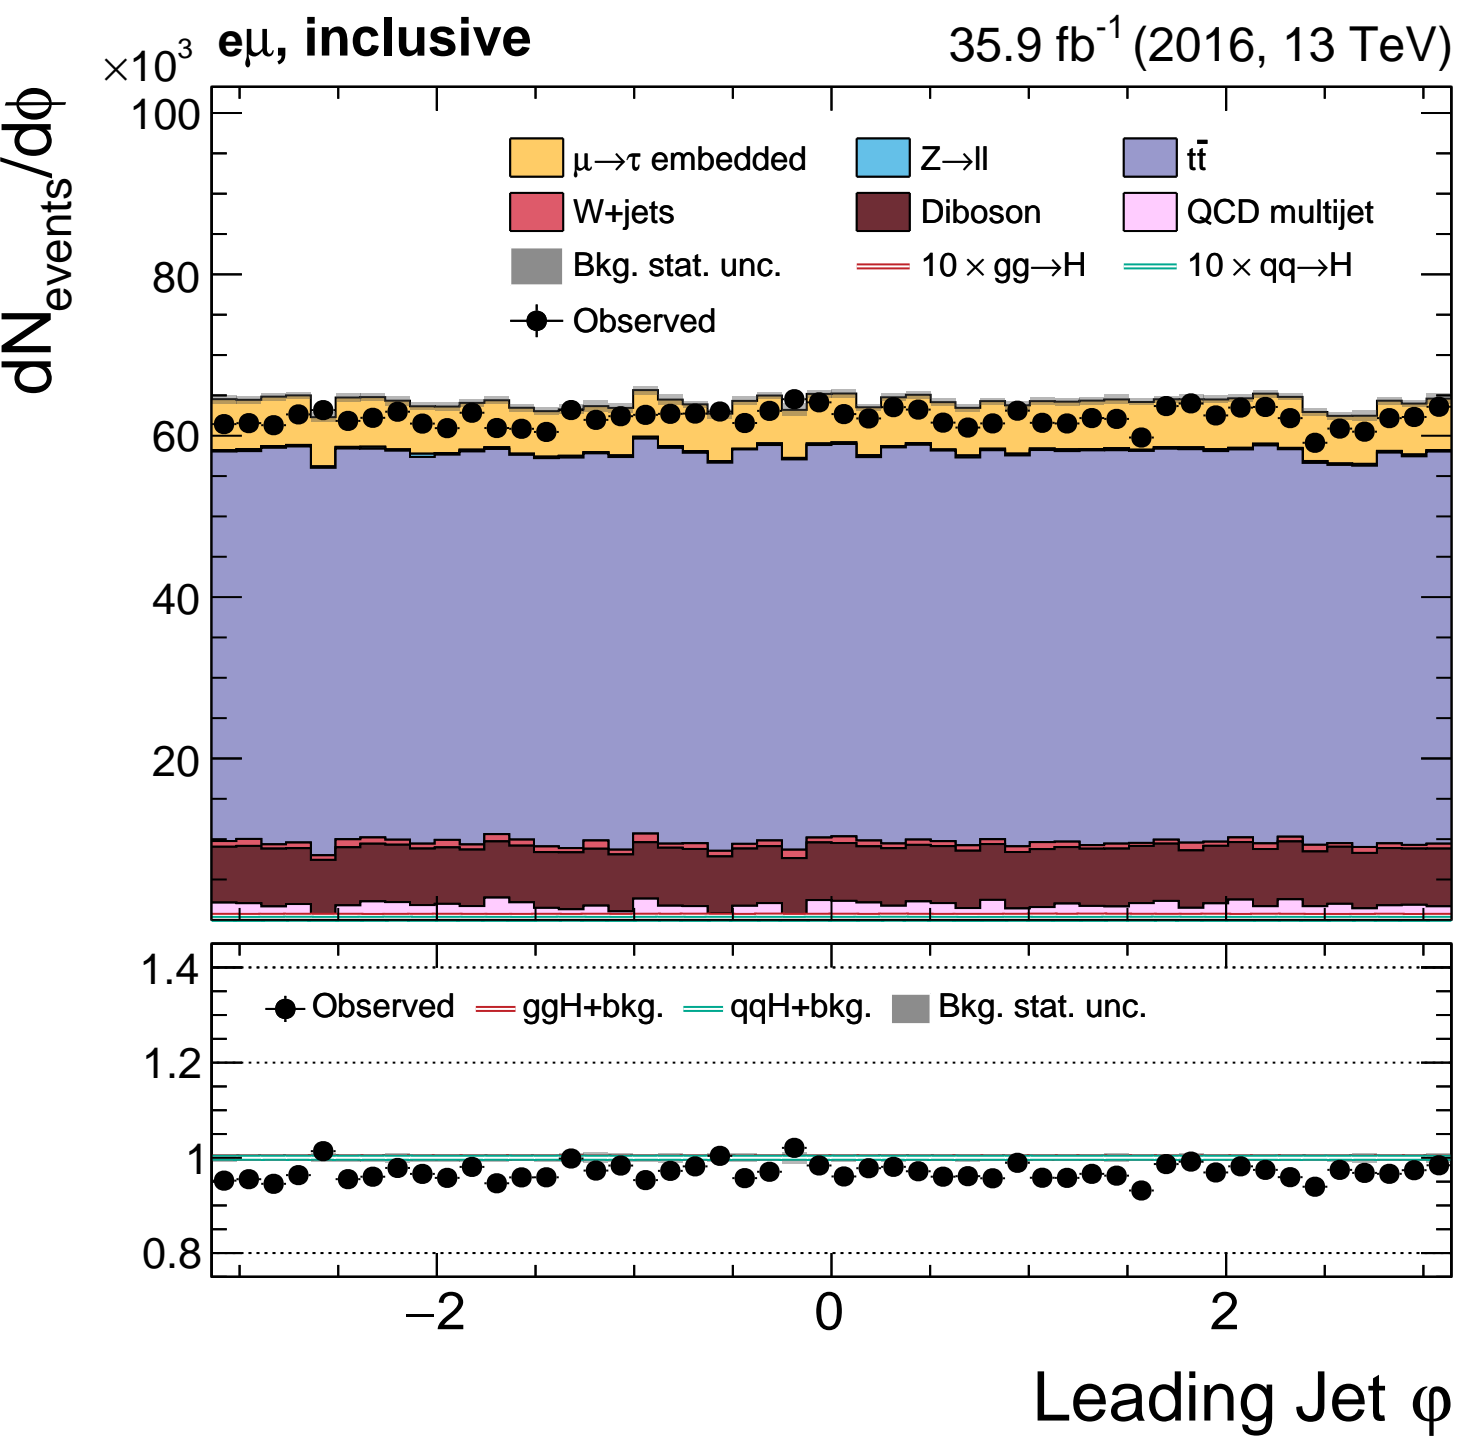 eμ, inclusive 35.9 fb⁻¹ (2016, 13 TeV)
×10³
dN_events/dϕ
100
80
60
40
20
μ→τ embedded Z→ll tt̄
W+jets Diboson QCD multijet
Bkg. stat. unc. 10 × gg→H 10 × qq→H
Observed
1.4
1.2
1
0.8
Observed ggH+bkg. qqH+bkg. Bkg. stat. unc.
−2 0 2
Leading Jet φ